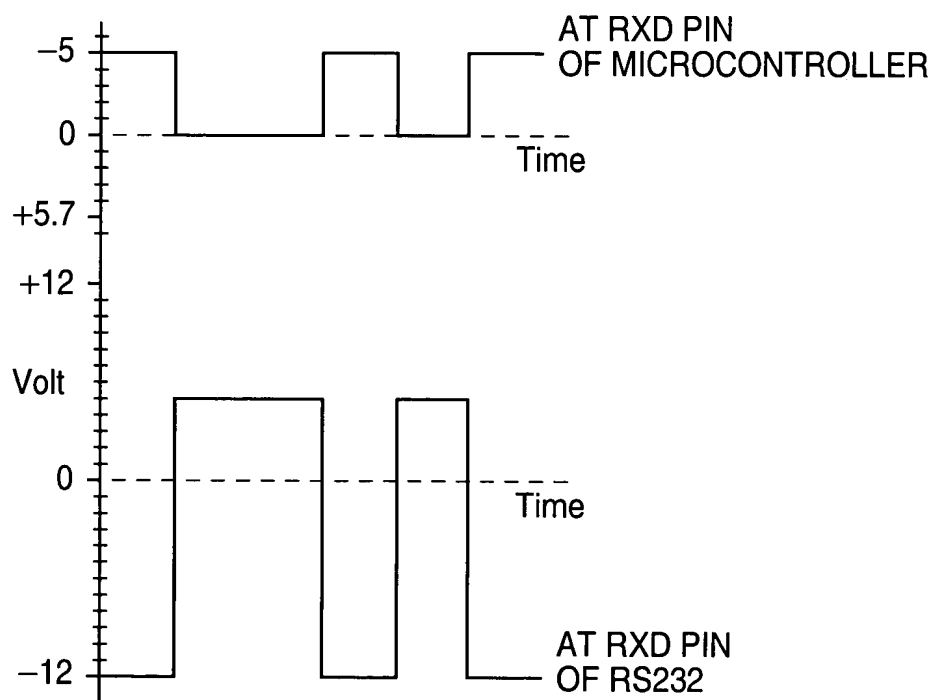 −5
AT RXD PIN
OF MICROCONTROLLER
0
Time
+5.7
+12
Volt
0
Time
−12
AT RXD PIN
OF RS232